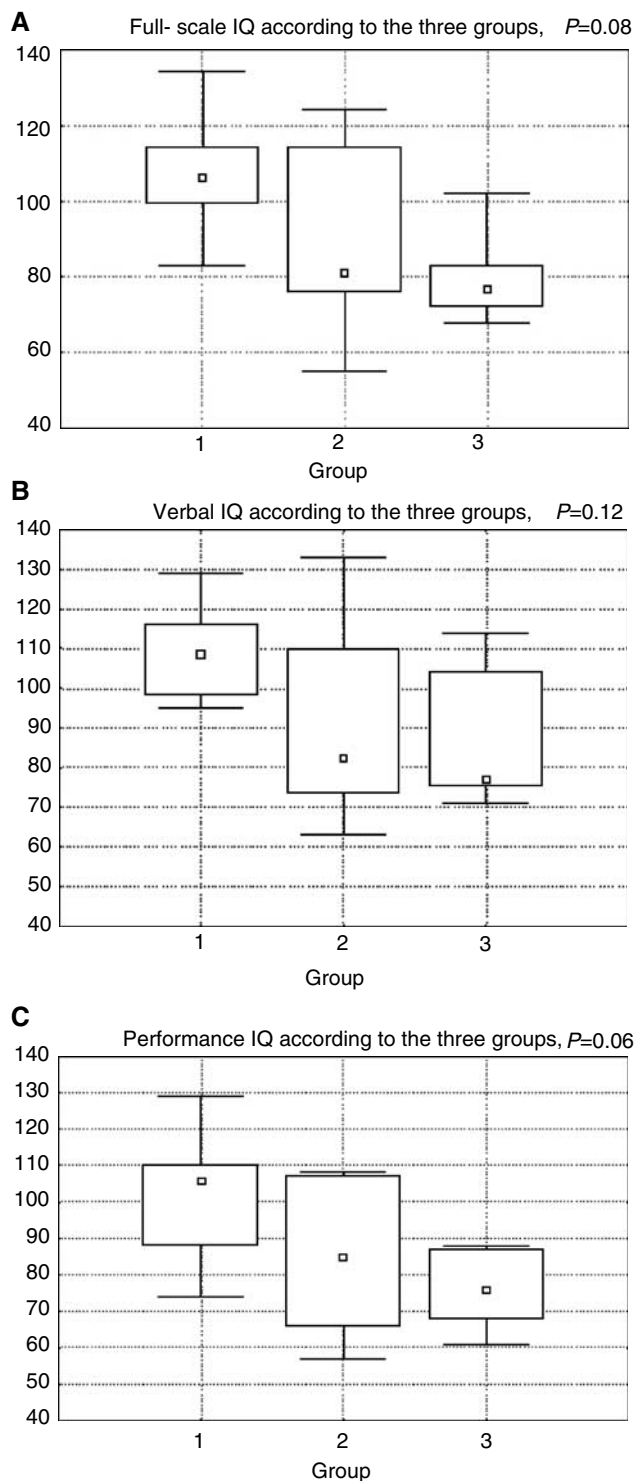 A
Full- scale IQ according to the three groups, P=0.08
140
120
100
80
60
40
1 2 3
Group
B
Verbal IQ according to the three groups, P=0.12
140
130
120
110
100
90
80
70
60
50
40
1 2 3
Group
C
Performance IQ according to the three groups, P=0.06
140
130
120
110
100
90
80
70
60
50
40
1 2 3
Group